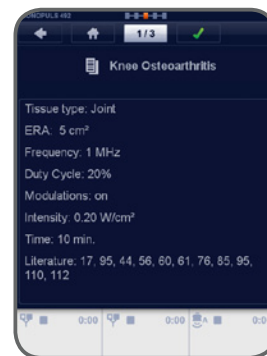 1/3
Knee Osteoarthritis
Tissue type: Joint
ERA: 5 cm²
Frequency: 1 MHz
Duty Cycle: 20%
Modulations: on
Intensity: 0.20 W/cm²
Time: 10 min.
Literature: 17, 95, 44, 56, 60, 61, 76, 85, 95,
110, 112
0:00 0:00 A 0:0